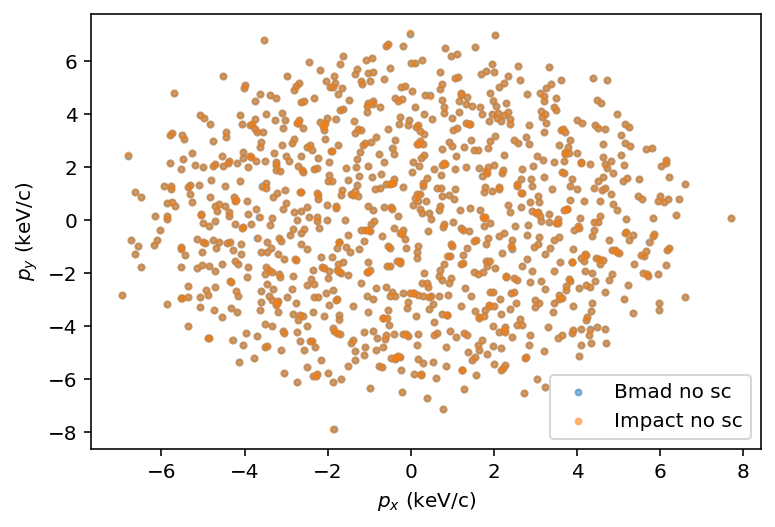 6
4
2
0
−2
−4
−6
−8
p_y (keV/c)
Bmad no sc
Impact no sc
−6 −4 −2 0 2 4 6 8
p_x (keV/c)